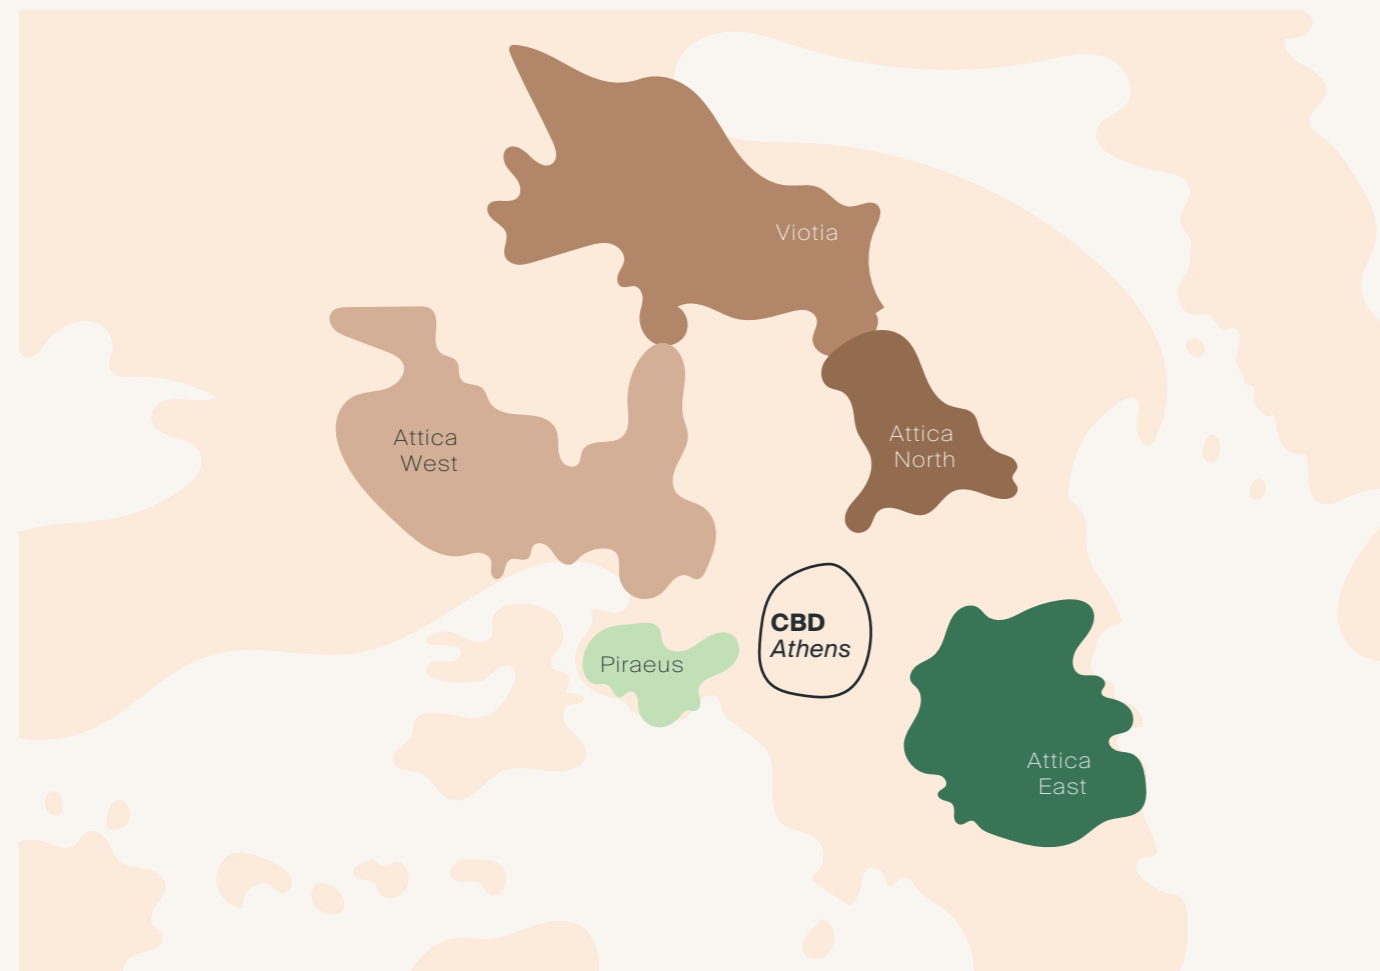 Viotia
Attica
West
Attica
North
CBD
Athens
Piraeus
Attica
East